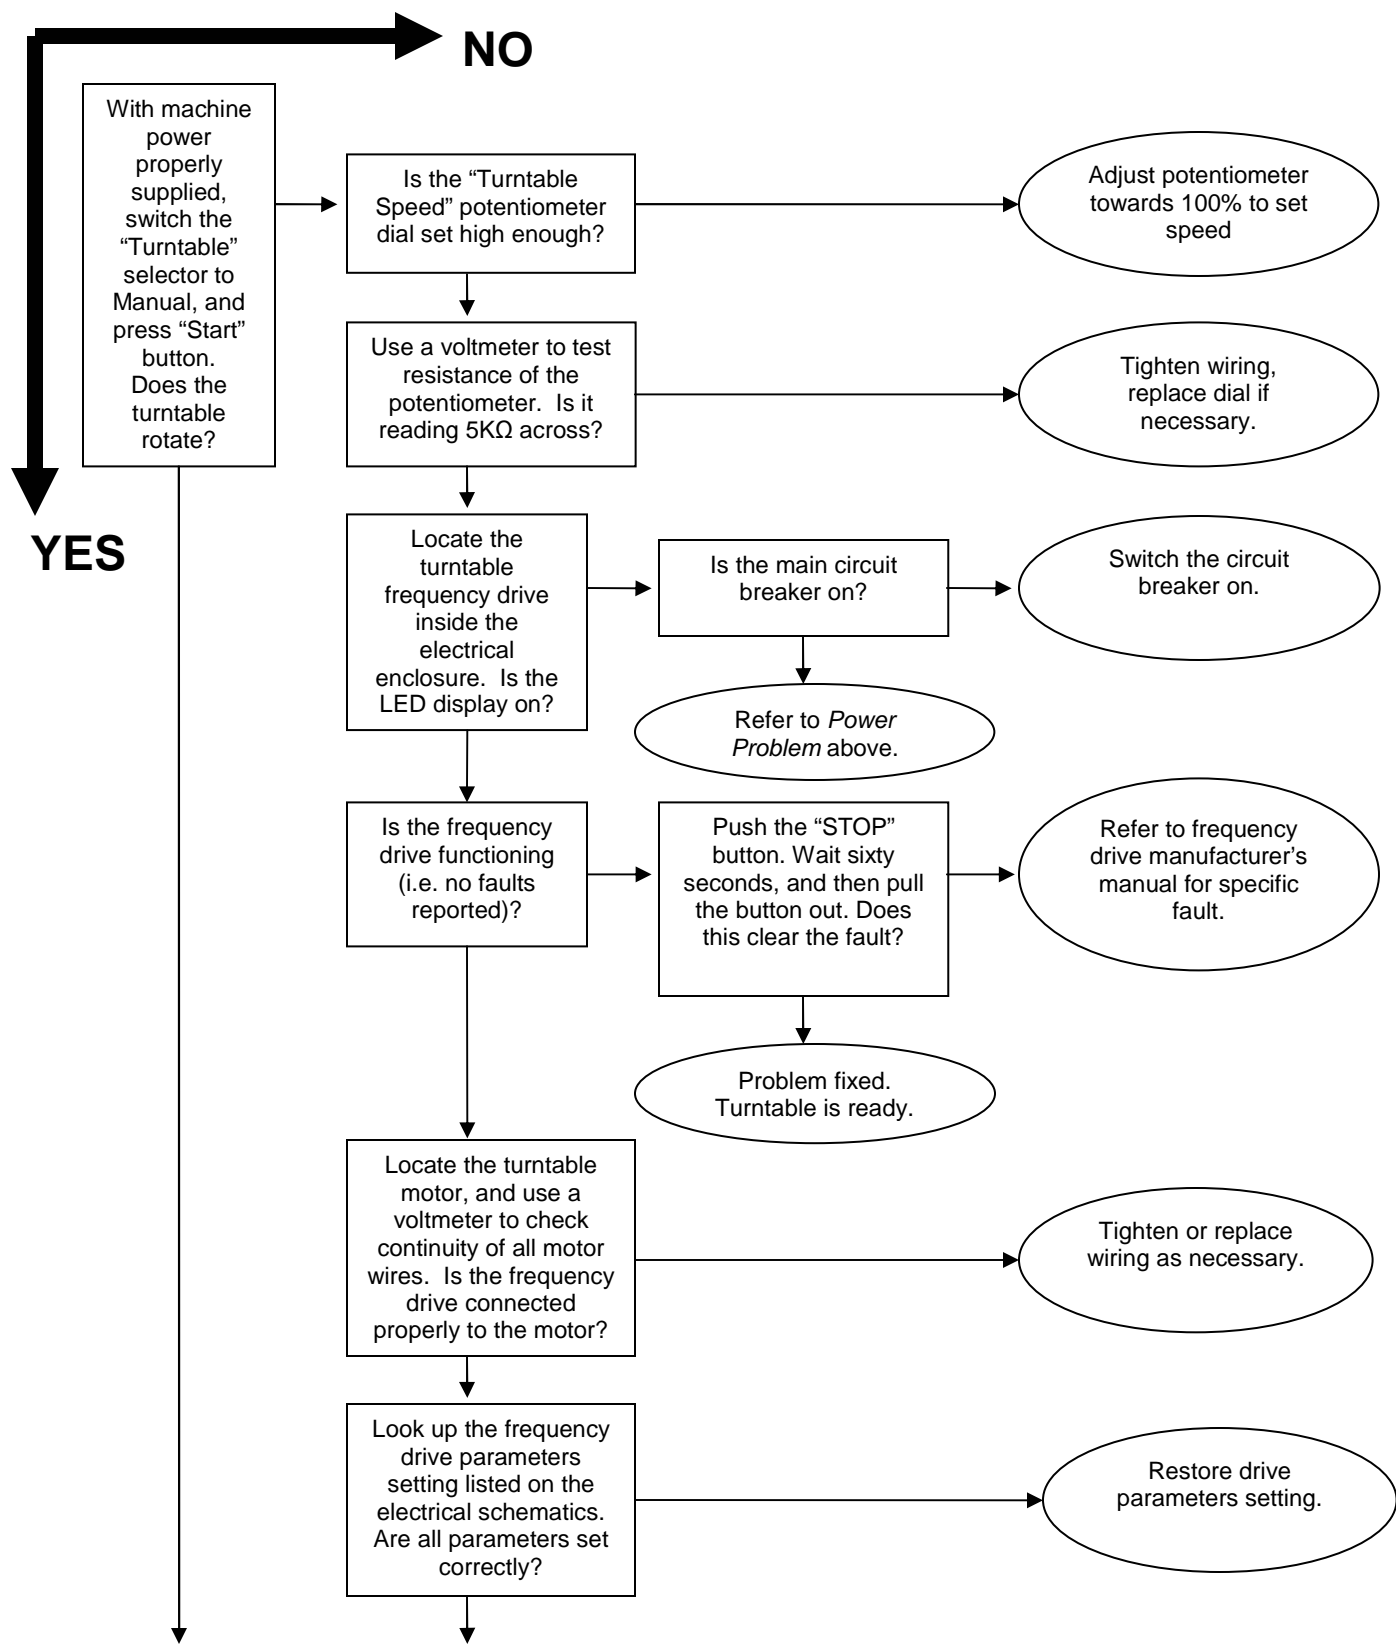 NO
YES
With machine
power
properly
supplied,
switch the
“Turntable”
selector to
Manual, and
press “Start”
button.
Does the
turntable
rotate?
Is the “Turntable
Speed” potentiometer
dial set high enough?
Adjust potentiometer
towards 100% to set
speed
Use a voltmeter to test
resistance of the
potentiometer.  Is it
reading 5KΩ across?
Tighten wiring,
replace dial if
necessary.
Locate the
turntable
frequency drive
inside the
electrical
enclosure.  Is the
LED display on?
Is the main circuit
breaker on?
Switch the circuit
breaker on.
Refer to Power
Problem above.
Is the frequency
drive functioning
(i.e. no faults
reported)?
Push the “STOP”
button. Wait sixty
seconds, and then pull
the button out. Does
this clear the fault?
Refer to frequency
drive manufacturer’s
manual for specific
fault.
Problem fixed.
Turntable is ready.
Locate the turntable
motor, and use a
voltmeter to check
continuity of all motor
wires.  Is the frequency
drive connected
properly to the motor?
Tighten or replace
wiring as necessary.
Look up the frequency
drive parameters
setting listed on the
electrical schematics.
Are all parameters set
correctly?
Restore drive
parameters setting.